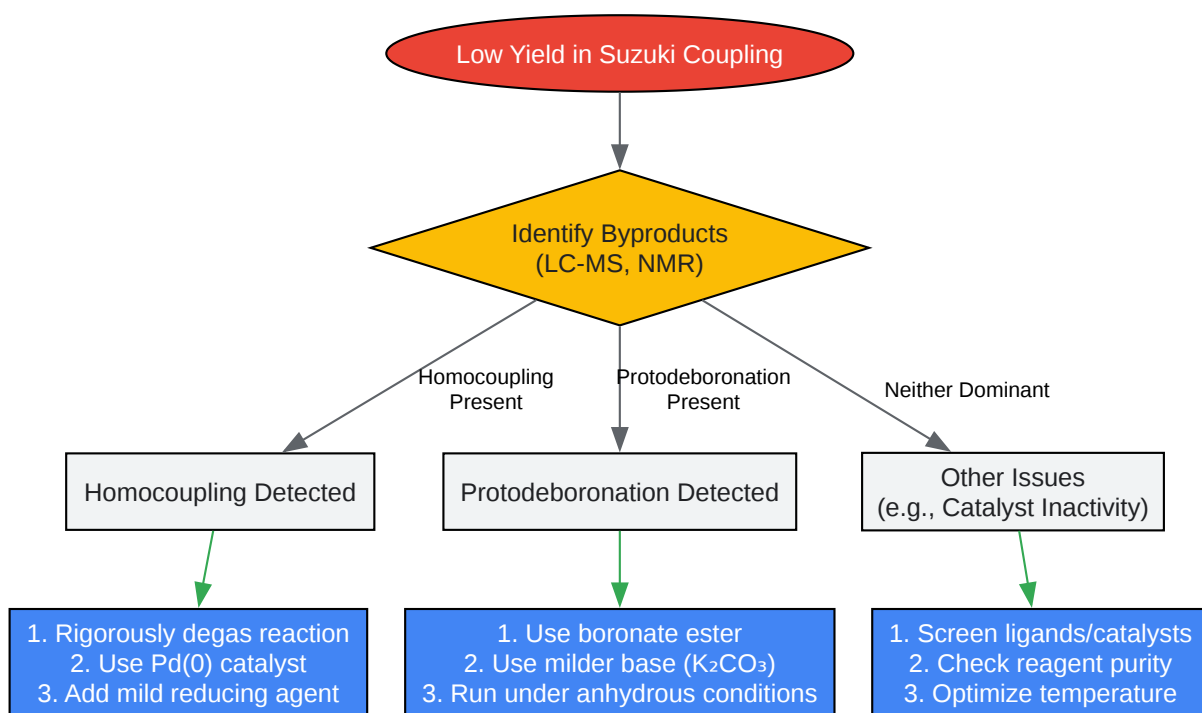 Low Yield in Suzuki Coupling
Identify Byproducts
(LC-MS, NMR)
Homocoupling
Present
Protodeboronation
Present
Neither Dominant
Homocoupling Detected
Protodeboronation Detected
Other Issues
(e.g., Catalyst Inactivity)
1. Rigorously degas reaction
2. Use Pd(0) catalyst
3. Add mild reducing agent
1. Use boronate ester
2. Use milder base (K₂CO₃)
3. Run under anhydrous conditions
1. Screen ligands/catalysts
2. Check reagent purity
3. Optimize temperature